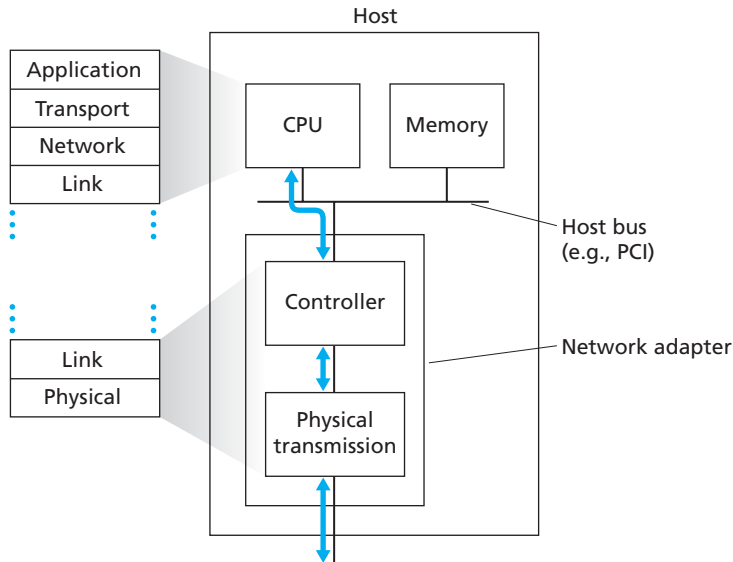 Host
Application
Transport
Network
Link
CPU
Memory
Host bus
(e.g., PCI)
Controller
Link
Physical
Network adapter
Physical
transmission